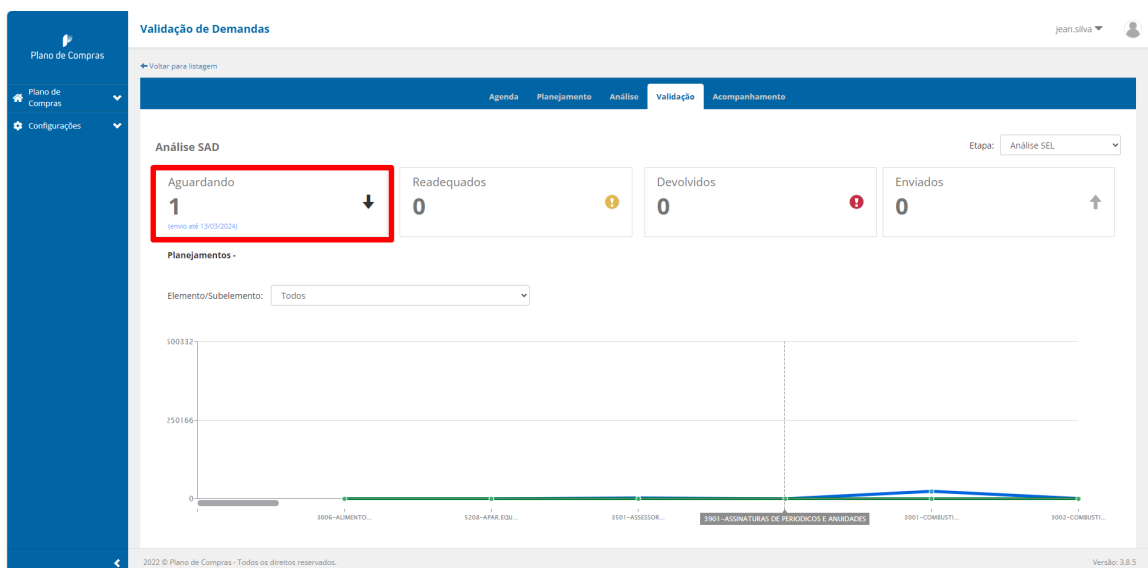 Plano de Compras
Plano de
Compras
Configurações
Validação de Demandas
jean.silva
Voltar para listagem
Agenda Planejamento Análise Validação Acompanhamento
Análise SAD
Etapa: Análise SEL
Aguardando
1
(envio até 13/03/2024)
Readequados
0
Devolvidos
0
Enviados
0
Planejamentos -
Elemento/Subelemento: Todos
500332
250166
0
3006-ALIMENTO...
5208-APAR.EQU...
3501-ASSESSOR...
3901-ASSINATURAS DE PERIODICOS E ANUIDADES
3001-COMBUSTI...
3002-COMBUSTI...
2022 © Plano de Compras - Todos os direitos reservados.
Versão: 3.8.5